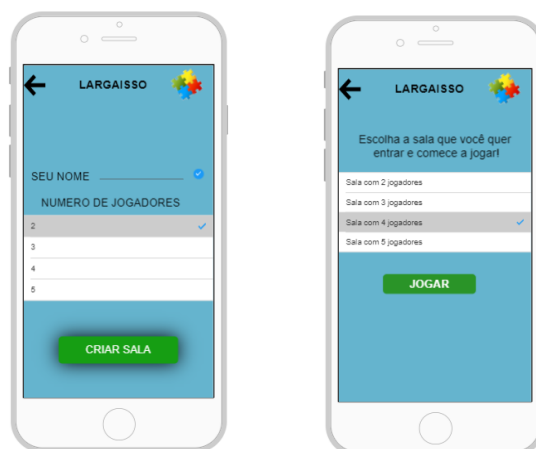 LARGAISSO
SEU NOME
NUMERO DE JOGADORES
2
3
4
5
CRIAR SALA
LARGAISSO
Escolha a sala que você quer
entrar e comece a jogar!
Sala com 2 jogadores
Sala com 3 jogadores
Sala com 4 jogadores
Sala com 5 jogadores
JOGAR